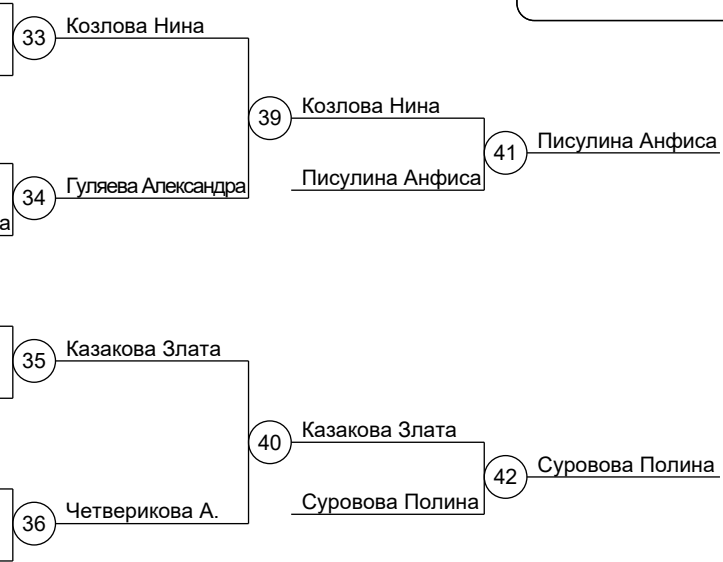 33 Козлова Нина
39 Козлова Нина
41 Писулина Анфиса
Писулина Анфиса
34 Гуляева Александра
а
35 Казакова Злата
40 Казакова Злата
42 Суровова Полина
Суровова Полина
36 Четверикова А.